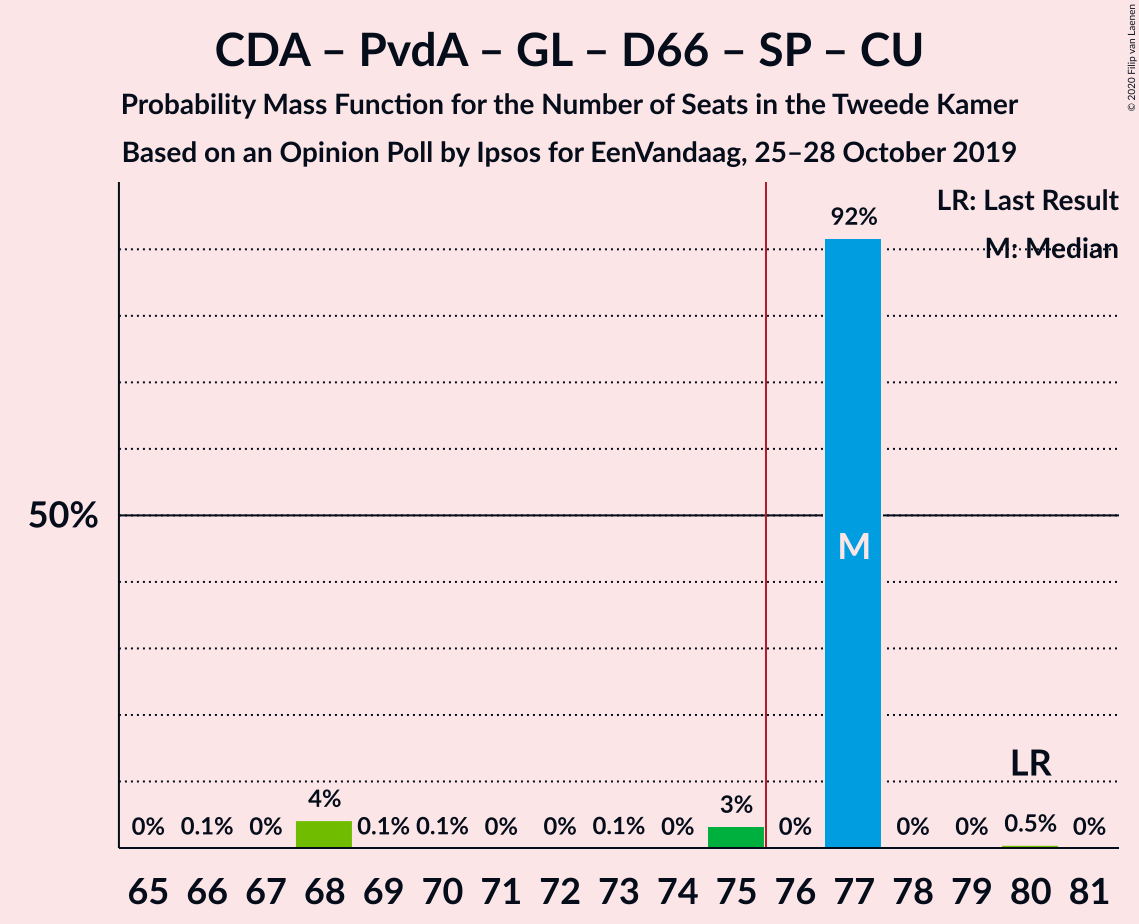 CDA – PvdA – GL – D66 – SP – CU
Probability Mass Function for the Number of Seats in the Tweede Kamer
Based on an Opinion Poll by Ipsos for EenVandaag, 25–28 October 2019
© 2020 Filip van Laenen
LR: Last Result
M: Median
92%
50%
M
LR
0% 0.1% 0% 4% 0.1% 0.1% 0% 0% 0.1% 0% 3% 0% 0% 0% 0.5% 0%
65 66 67 68 69 70 71 72 73 74 75 76 77 78 79 80 81